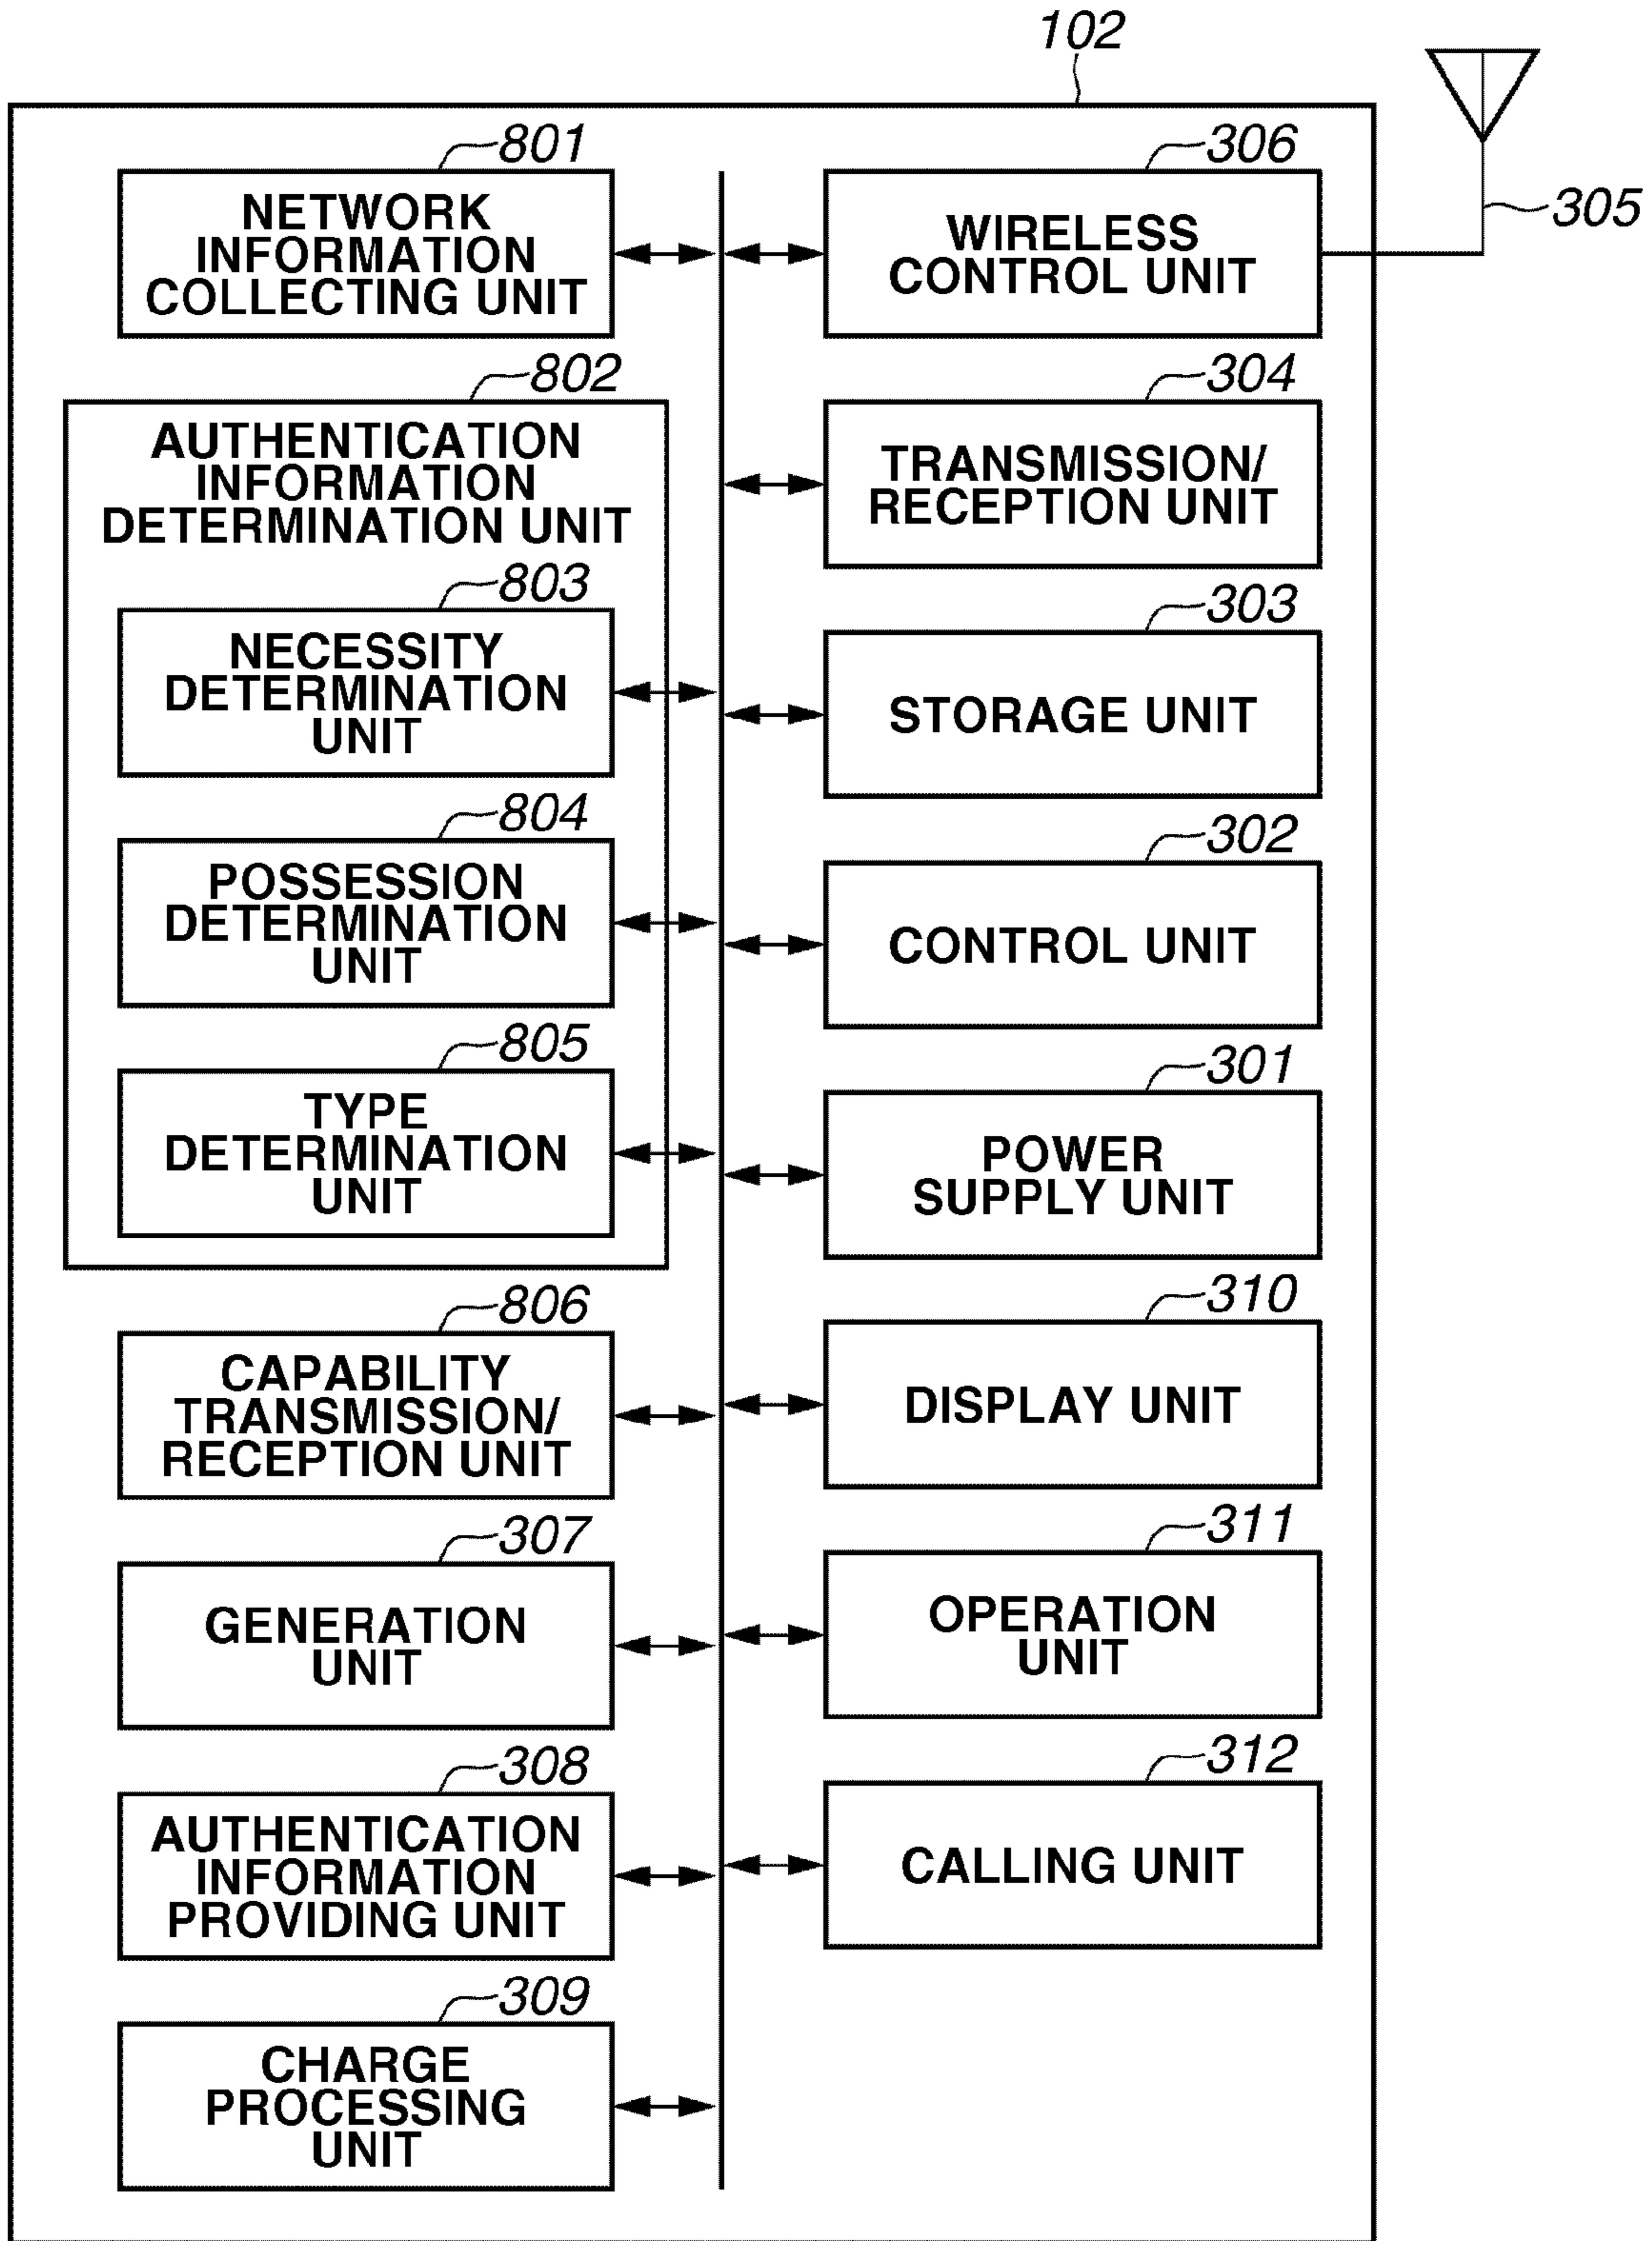 102
801
NETWORK
INFORMATION
COLLECTING UNIT
306
WIRELESS
CONTROL UNIT
305
802
AUTHENTICATION
INFORMATION
DETERMINATION UNIT
304
TRANSMISSION/
RECEPTION UNIT
803
NECESSITY
DETERMINATION
UNIT
303
STORAGE UNIT
804
POSSESSION
DETERMINATION
UNIT
302
CONTROL UNIT
805
TYPE
DETERMINATION
UNIT
301
POWER
SUPPLY UNIT
806
CAPABILITY
TRANSMISSION/
RECEPTION UNIT
310
DISPLAY UNIT
307
GENERATION
UNIT
311
OPERATION
UNIT
308
AUTHENTICATION
INFORMATION
PROVIDING UNIT
312
CALLING UNIT
309
CHARGE
PROCESSING
UNIT